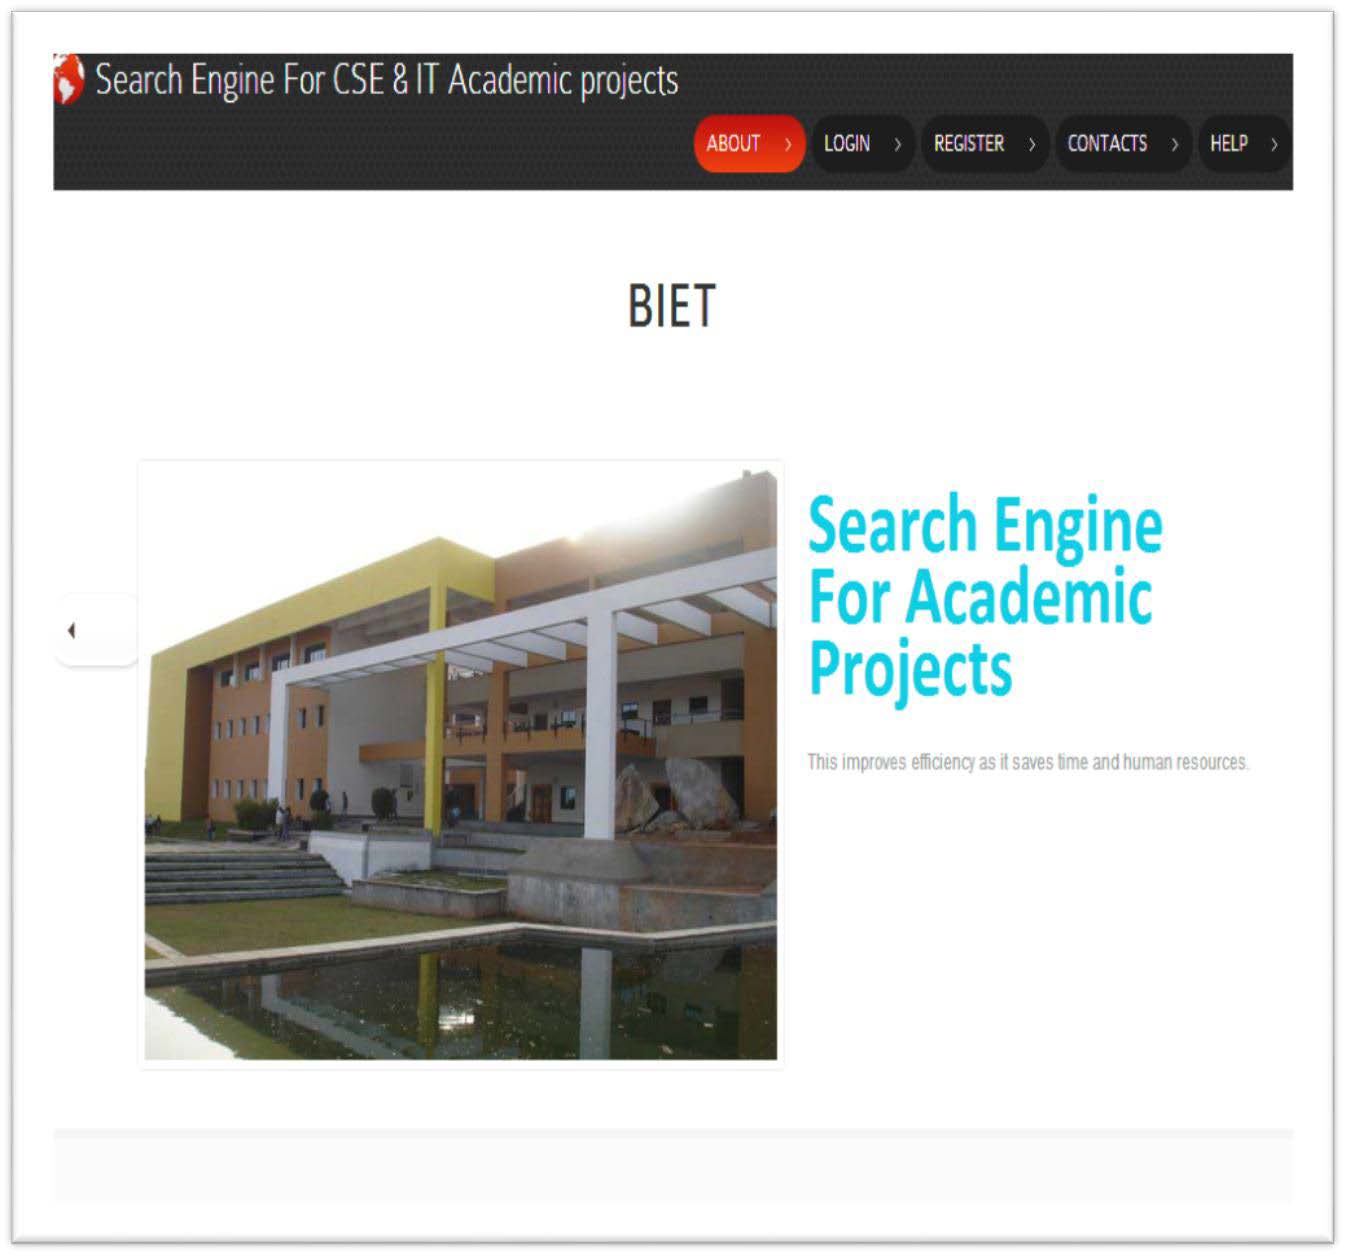 Search Engine For CSE & IT Academic projects
ABOUT > LOGIN > REGISTER > CONTACTS > HELP >
BIET
Search Engine
For Academic
Projects
This improves efficiency as it saves time and human resources.